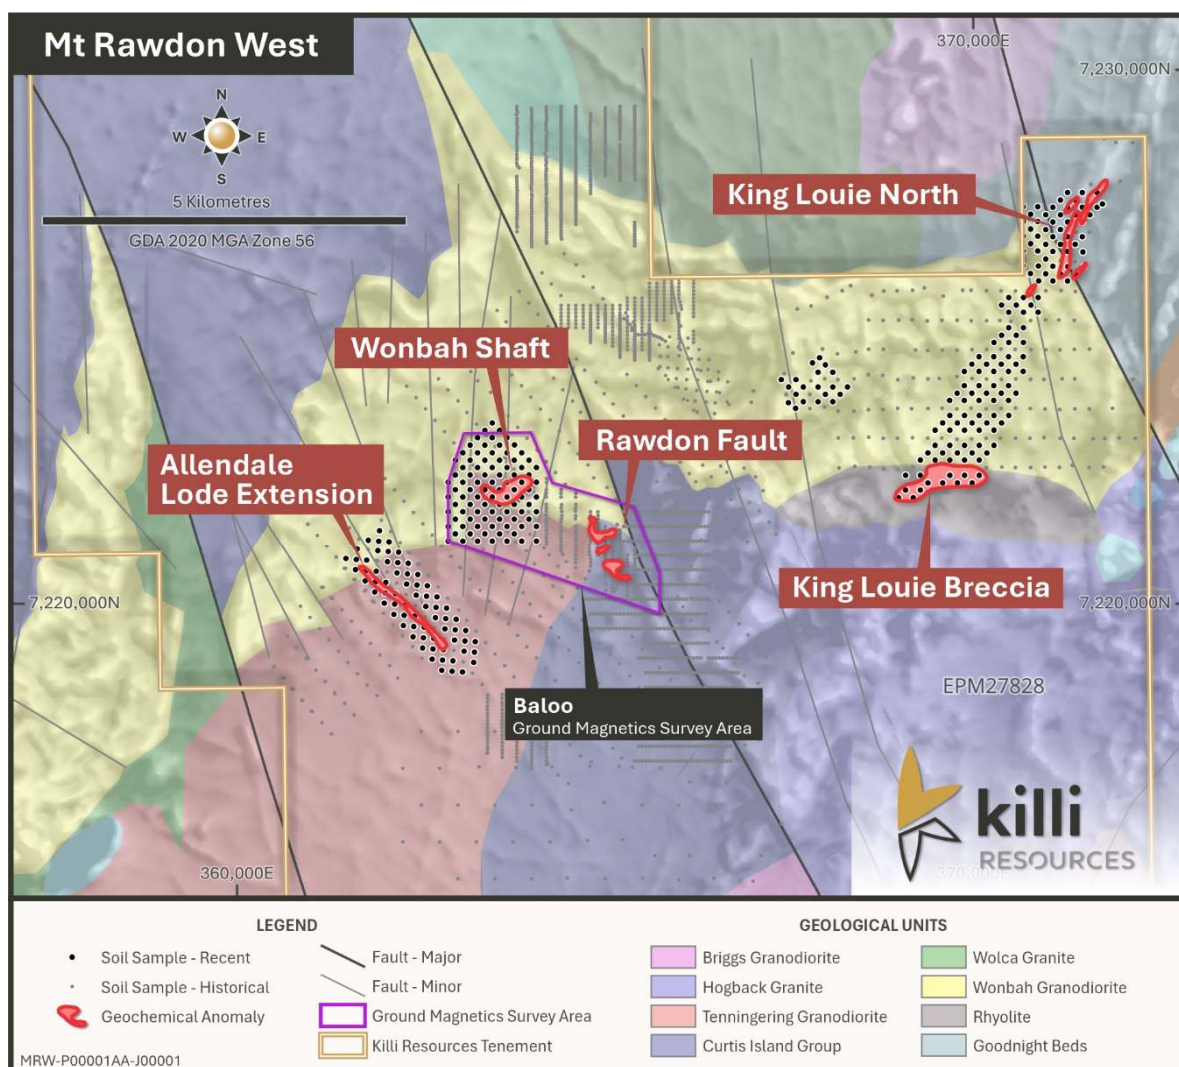 Mt Rawdon West
370,000E
7,230,000N
N
W
E
S
5 Kilometres
GDA 2020 MGA Zone 56
King Louie North
Wonbah Shaft
Rawdon Fault
Allendale
Lode Extension
King Louie Breccia
7,220,000N
7,220,000N
Baloo
Ground Magnetics Survey Area
EPM27828
killi
RESOURCES
360,000E
370,000E
LEGEND
Soil Sample - Recent
Soil Sample - Historical
Geochemical Anomaly
Fault - Major
Fault - Minor
Ground Magnetics Survey Area
Killi Resources Tenement
GEOLOGICAL UNITS
Briggs Granodiorite
Hogback Granite
Tenningering Granodiorite
Curtis Island Group
Wolca Granite
Wonbah Granodiorite
Rhyolite
Goodnight Beds
MRW-P00001AA-J00001